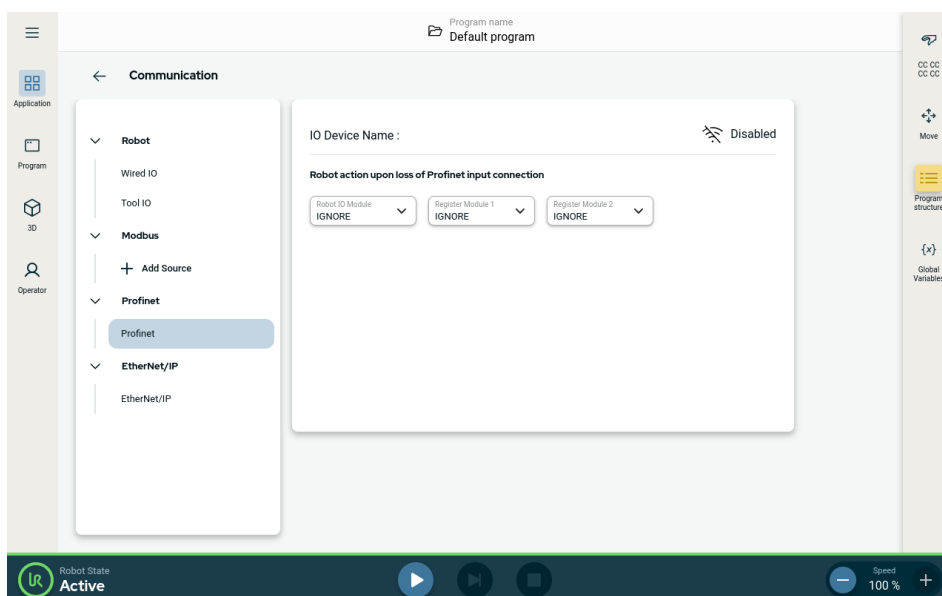 Program name
Default program
Communication
Application
Program
3D
Operator
Robot
Wired IO
Tool IO
Modbus
Add Source
Profinet
Profinet
EtherNet/IP
EtherNet/IP
IO Device Name :
Disabled
Robot action upon loss of Profinet input connection
Robot IO Module
IGNORE
Register Module 1
IGNORE
Register Module 2
IGNORE
CC CC
CC CC
Move
Program
structure
{x}
Global
Variables
UR
Robot State
Active
Speed
100 %